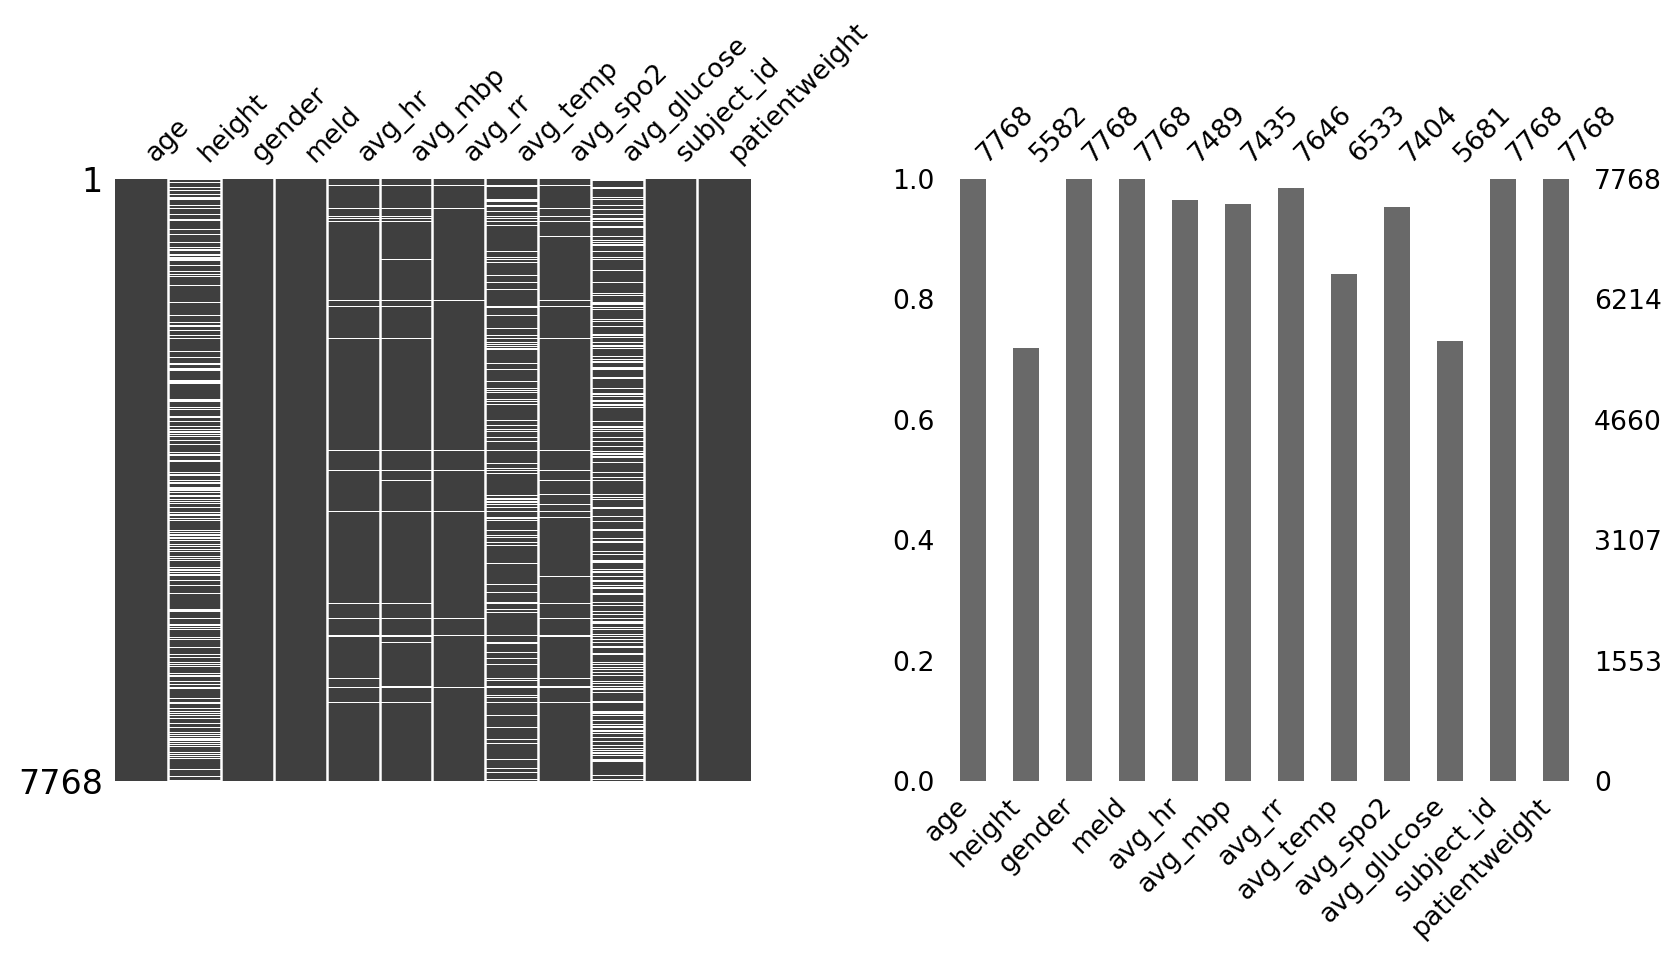 age
height
gender
meld
avg_hr
avg_mbp
avg_rr
avg_temp
avg_spo2
avg_glucose
subject_id
patientweight
1
7768
7768
5582
7768
7768
7489
7435
7646
6533
7404
5681
7768
7768
1.0
0.8
0.6
0.4
0.2
0.0
7768
6214
4660
3107
1553
0
age
height
gender
meld
avg_hr
avg_mbp
avg_rr
avg_temp
avg_spo2
avg_glucose
subject_id
patientweight